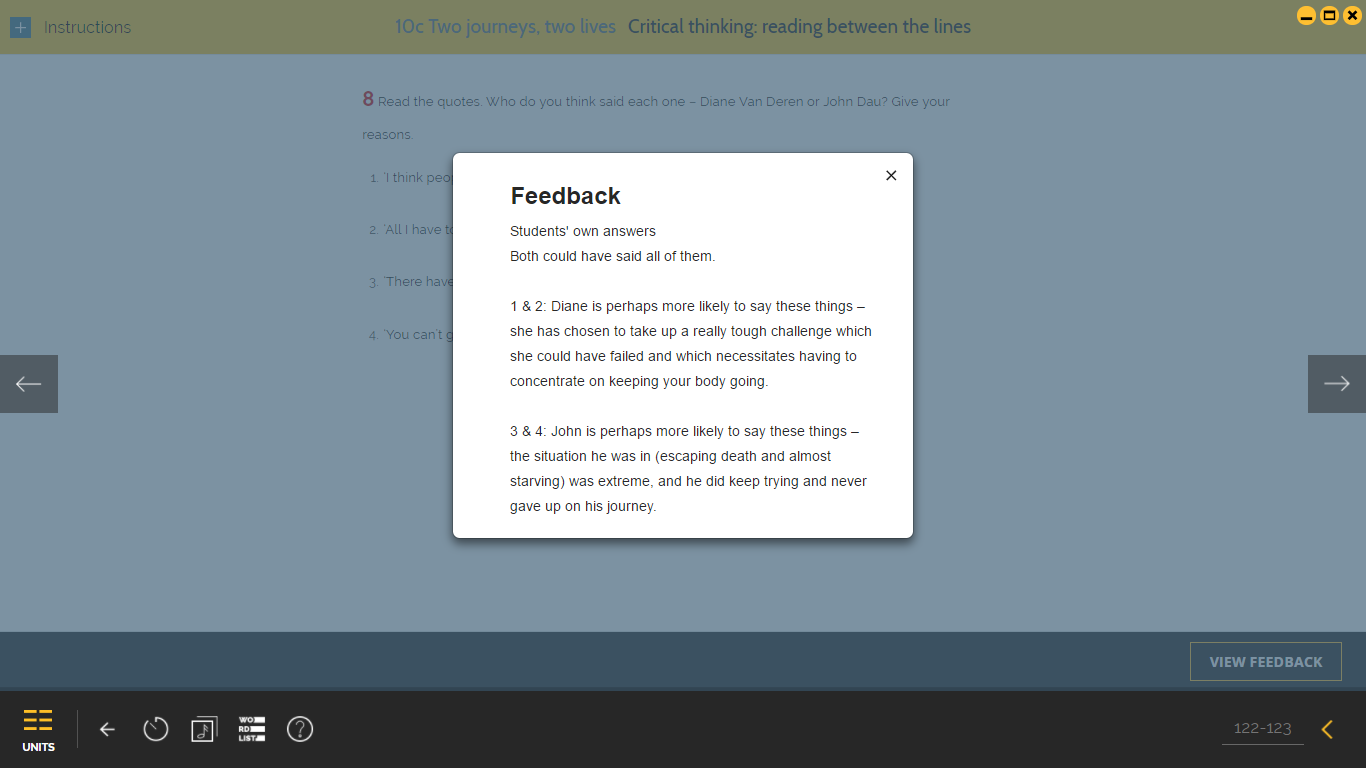 Instructions
10c Two journeys, two lives Critical thinking: reading between the lines
8 Read the quotes. Who do you think said each one – Diane Van Deren or John Dau? Give your
reasons.
1. 'I think
2. 'All I have
3. 'There have
4. 'You can't
Feedback
Students' own answers
Both could have said all of them.
1 & 2: Diane is perhaps more likely to say these things –
she has chosen to take up a really tough challenge which
she could have failed and which necessitates having to
concentrate on keeping your body going.
3 & 4: John is perhaps more likely to say these things –
the situation he was in (escaping death and almost
starving) was extreme, and he did keep trying and never
gave up on his journey.
VIEW FEEDBACK
UNITS
WO
RD
LIST
122-123